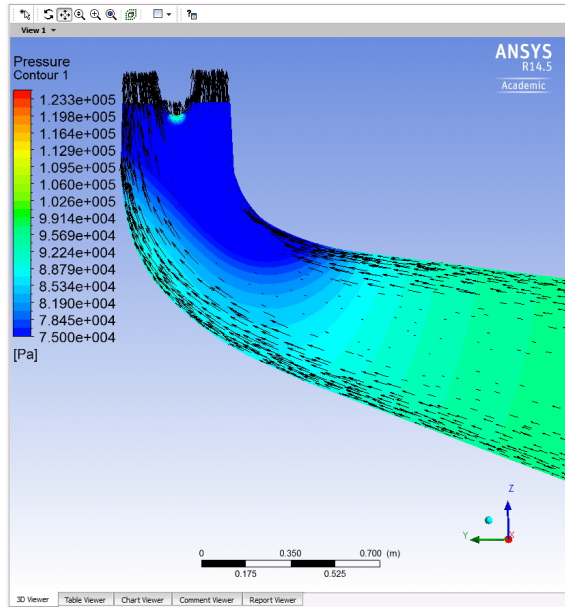 View 1
ANSYS
R14.5
Academic
Pressure
Contour 1
1.233e+005
1.198e+005
1.164e+005
1.129e+005
1.095e+005
1.060e+005
1.026e+005
9.914e+004
9.569e+004
9.224e+004
8.879e+004
8.534e+004
8.190e+004
7.845e+004
7.500e+004
[Pa]
Z
Y
X
0 0.350 0.700 (m)
0.175 0.525
3D Viewer Table Viewer Chart Viewer Comment Viewer Report Viewer